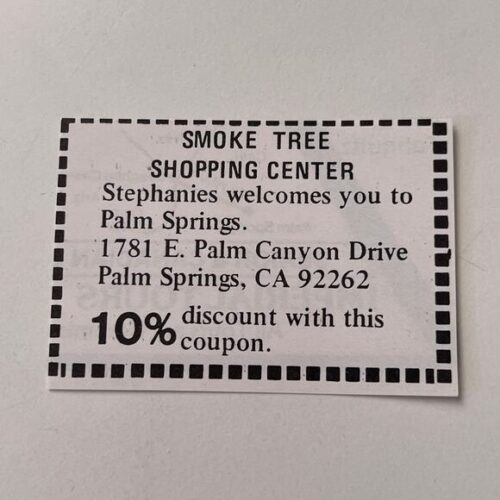 SMOKE TREE
SHOPPING CENTER
Stephanies welcomes you to
Palm Springs.
1781 E. Palm Canyon Drive
Palm Springs, CA 92262
10% discount with this
coupon.